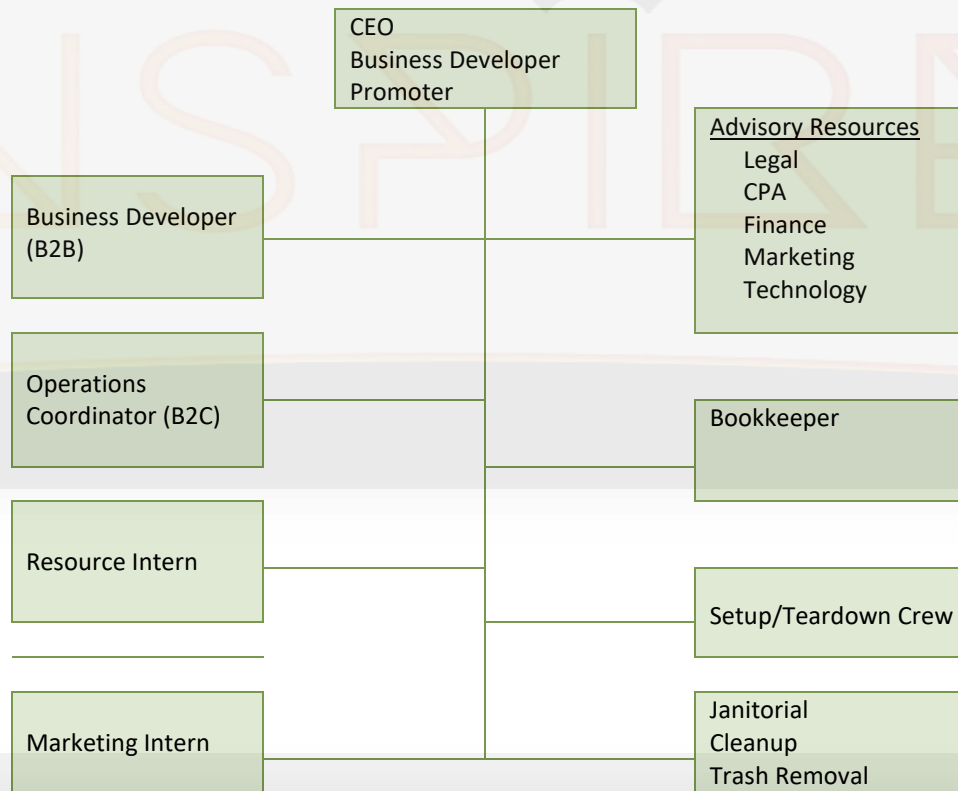 INSPIRE
CEO
Business Developer
Promoter
Advisory Resources
Legal
CPA
Finance
Marketing
Technology
Business Developer
(B2B)
Operations
Coordinator (B2C)
Bookkeeper
Resource Intern
Setup/Teardown Crew
Marketing Intern
Janitorial
Cleanup
Trash Removal